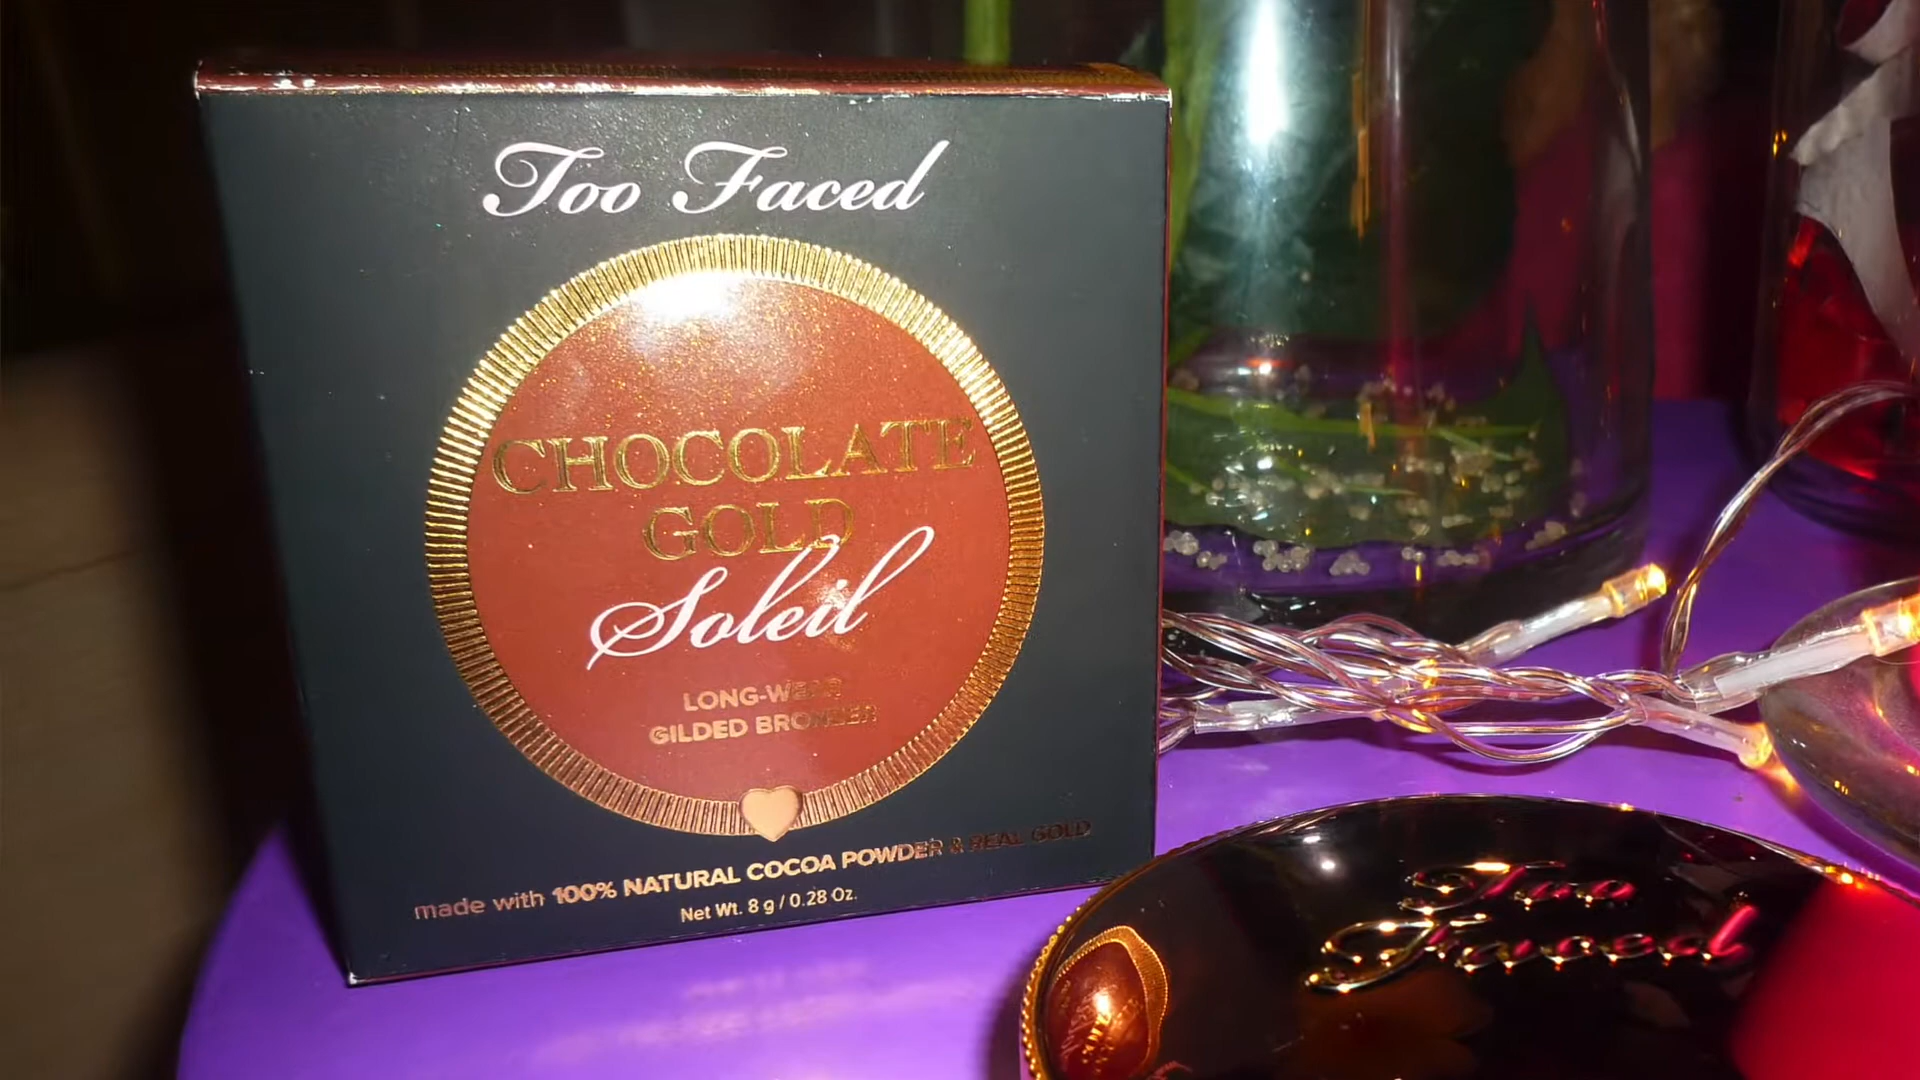 Too Faced
CHOCOLATE
GOLD
Soleil
LONG-WEAR
GILDED BRONZER
made with 100% NATURAL COCOA POWDER & REAL GOLD
Net Wt. 8 g / 0.28 Oz.
Too
Faced